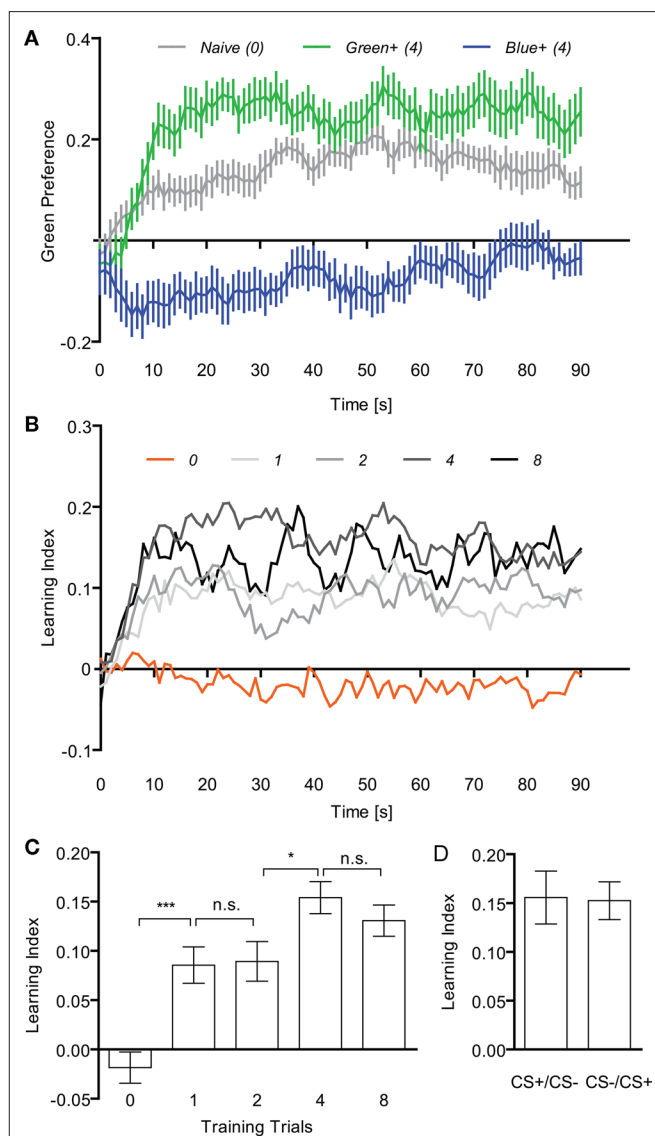 A
Naive (0) Green+ (4) Blue+ (4)
0.4
0.2
-0.2
Green Preference
0 10 20 30 40 50 60 70 80 90
Time [s]
B
0 1 2 4 8
0.3
0.2
0.1
0
-0.1
Learning Index
0 10 20 30 40 50 60 70 80 90
Time [s]
C
0.20
0.15
0.10
0.05
0.00
-0.05
Learning Index
*** n.s. * n.s.
0 1 2 4 8
Training Trials
D
0.20
0.15
0.10
0.05
0.00
Learning Index
CS+/CS- CS-/CS+